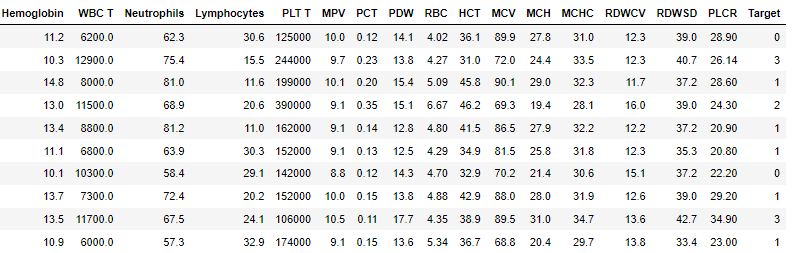 Hemoglobin WBC T Neutrophils Lymphocytes PLT T MPV PCT PDW RBC HCT MCV MCH MCHC RDWCV RDWSD PLCR Target
11.2 6200.0 62.3 30.6 125000 10.0 0.12 14.1 4.02 36.1 89.9 27.8 31.0 12.3 39.0 28.90 0
10.3 12900.0 75.4 15.5 244000 9.7 0.23 13.8 4.27 31.0 72.0 24.4 33.5 12.3 40.7 26.14 3
14.8 8000.0 81.0 11.6 199000 10.1 0.20 15.4 5.09 45.8 90.1 29.0 32.3 11.7 37.2 28.60 1
13.0 11500.0 68.9 20.6 390000 9.1 0.35 15.1 6.67 46.2 69.3 19.4 28.1 16.0 39.0 24.30 2
13.4 8800.0 81.2 11.0 162000 9.1 0.14 12.8 4.80 41.5 86.5 27.9 32.2 12.2 37.2 20.90 1
11.1 6800.0 63.9 30.3 152000 9.1 0.13 12.5 4.29 34.9 81.5 25.8 31.8 12.3 35.3 20.80 1
10.1 10300.0 58.4 29.1 142000 8.8 0.12 14.3 4.70 32.9 70.2 21.4 30.6 15.1 37.2 22.20 0
13.7 7300.0 72.4 20.2 152000 10.0 0.15 13.8 4.88 42.9 88.0 28.0 31.9 12.6 39.0 29.20 1
13.5 11700.0 67.5 24.1 106000 10.5 0.11 17.7 4.35 38.9 89.5 31.0 34.7 13.6 42.7 34.90 3
10.9 6000.0 57.3 32.9 174000 9.1 0.15 13.6 5.34 36.7 68.8 20.4 29.7 13.8 33.4 23.00 1